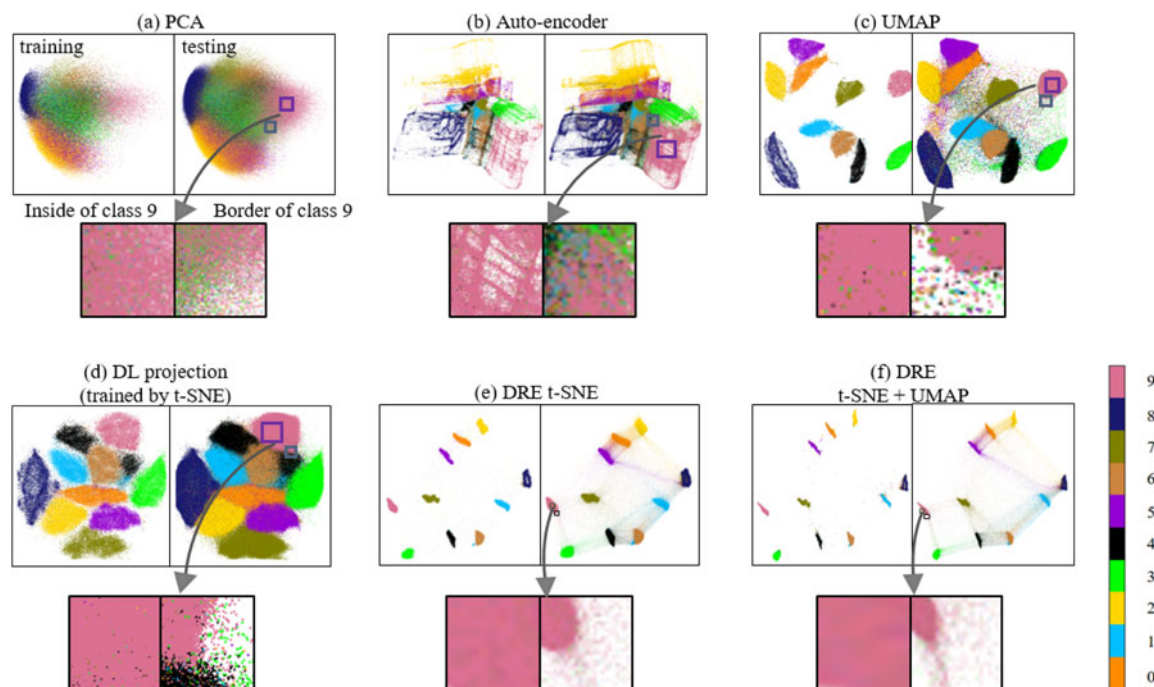 (a) PCA
(b) Auto-encoder
(c) UMAP
training
testing
Inside of class 9
Border of class 9
(d) DL projection
(trained by t-SNE)
(e) DRE t-SNE
(f) DRE
t-SNE + UMAP
9
8
7
6
5
4
3
2
1
0